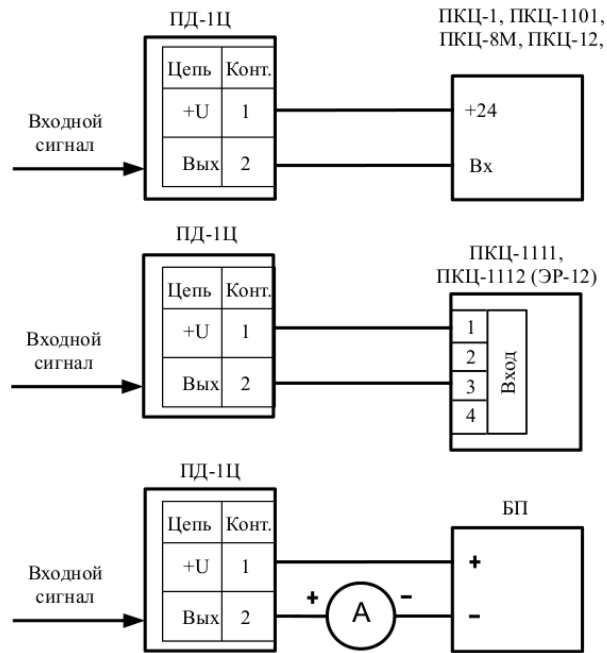 ПД-1Ц
ПКЦ-1, ПКЦ-1101,
ПКЦ-8М, ПКЦ-12,
Цепь Конт.
+U 1
Вых 2
Входной
сигнал
+24
Вх
ПД-1Ц
ПКЦ-1111,
ПКЦ-1112 (ЭР-12)
Цепь Конт.
+U 1
Вых 2
Входной
сигнал
1
2
3
4
Вход
ПД-1Ц
БП
Цепь Конт.
+U 1
Вых 2
Входной
сигнал
+ А -
+
-